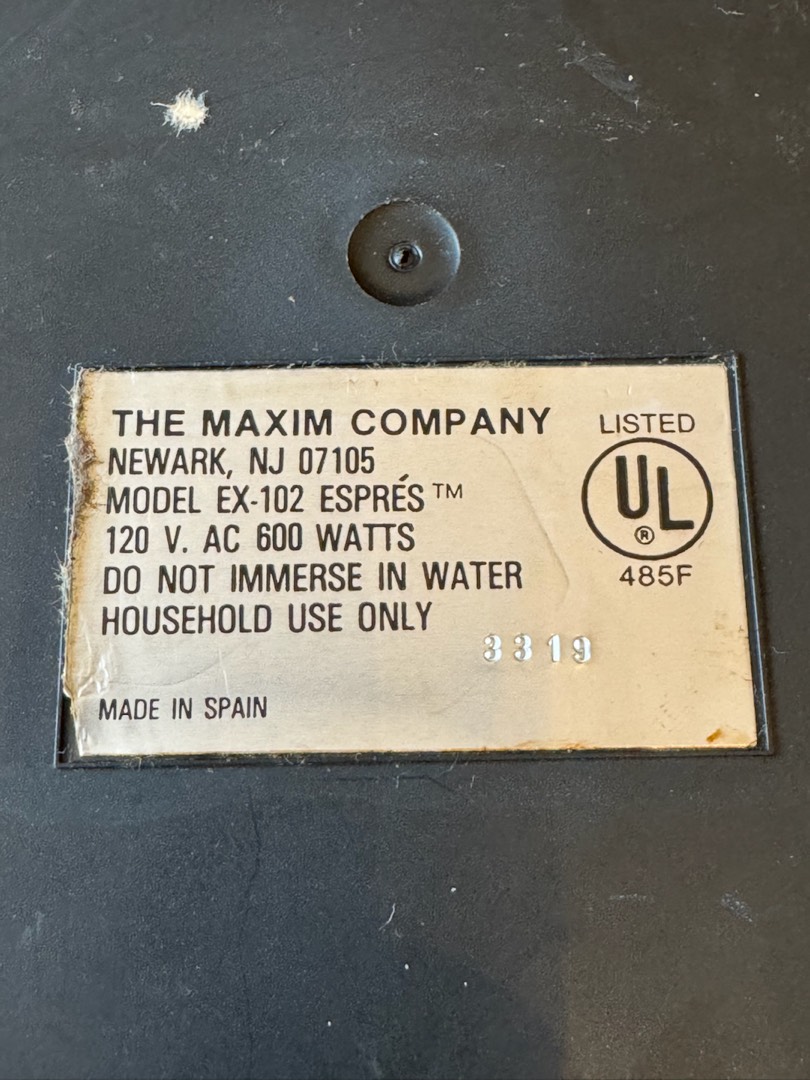 THE MAXIM COMPANY
NEWARK, NJ 07105
MODEL EX-102 ESPRÉS™
120 V. AC 600 WATTS
DO NOT IMMERSE IN WATER
HOUSEHOLD USE ONLY
3319
MADE IN SPAIN
LISTED
UL
®
485F